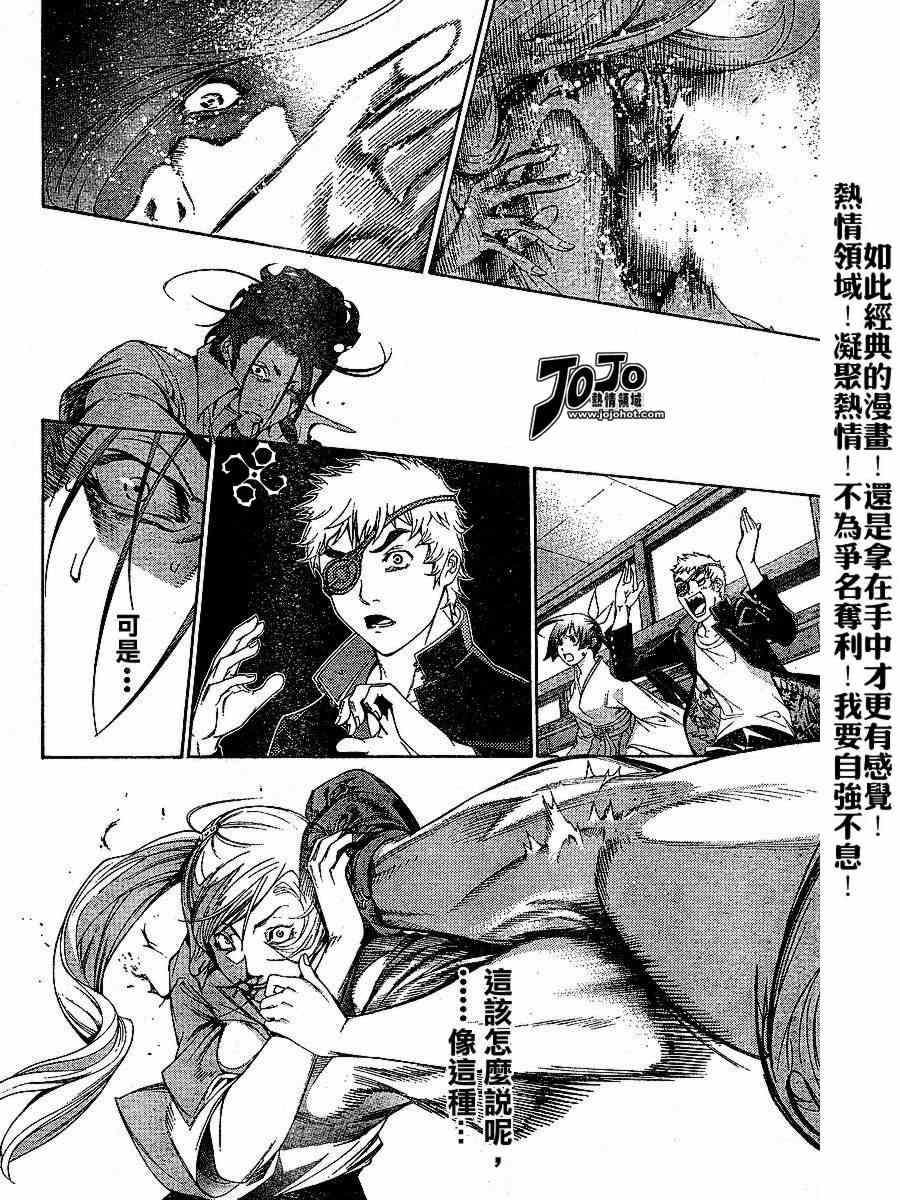 如此經典的漫畫！還是拿在手中才更有感覺！
熱情領域！凝聚熱情！不為爭名奪利！我要自強不息！
JOJO
熱情領域
www.jojohot.com
可是…
這該怎麼說呢，
……像這種…